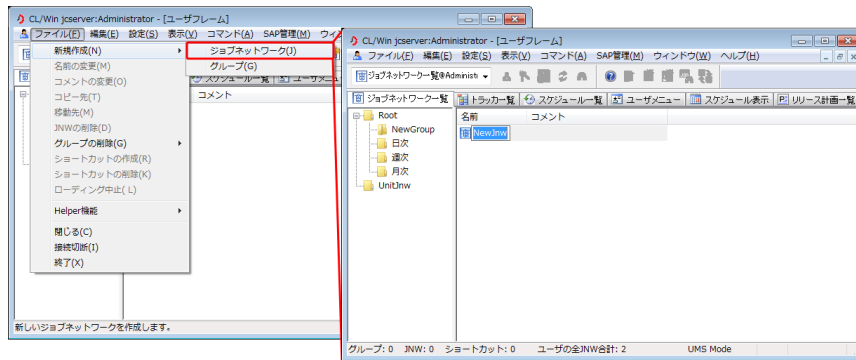 CL/Win jcserver:Administrator - [ユーザフレーム]
ファイル(F) 編集(E) 設定(S) 表示(V) コマンド(A) SAP管理(M)
新規作成(N)
名前の変更(M)
コメントの変更(O)
コピー先(T)
移動先(M)
JNWの削除(D)
グループの削除(G)
ショートカットの作成(R)
ショートカットの削除(K)
ローディング中止( L)
Helper機能
閉じる(C)
接続切断(I)
終了(X)
ジョブネットワーク(J)
グループ(G)
コメント
新しいジョブネットワークを作成します。
CL/Win jcserver:Administrator - [ユーザフレーム]
ファイル(F) 編集(E) 設定(S) 表示(V) コマンド(A) SAP管理(M) ウィンドウ(W) ヘルプ(H)
ジョブネットワーク一覧@Administ
ジョブネットワーク一覧 トラッカ一覧 スケジュール一覧 ユーザメニュー スケジュール表示 リリース計画一覧
Root
NewGroup
日次
週次
月次
UnitJnw
名前 コメント
NewJnw
グループ: 0 JNW: 0 ショートカット: 0 ユーザの全JNW合計: 2 UMS Mode